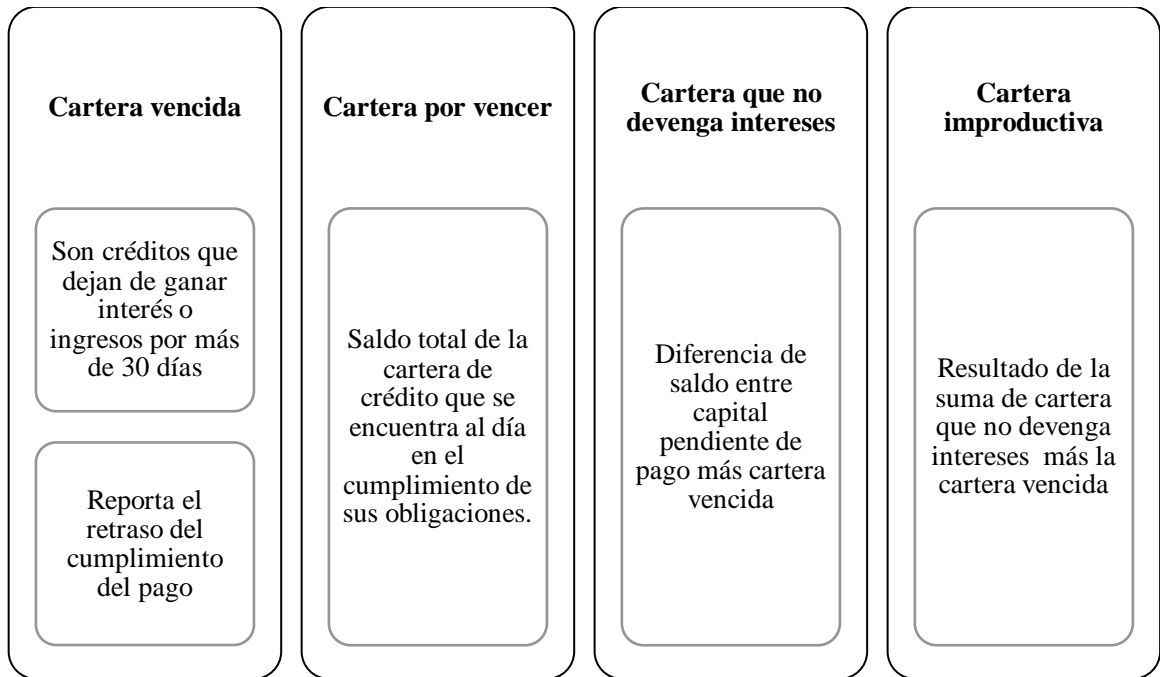 Cartera vencida
Son créditos que
dejan de ganar
interés o
ingresos por más
de 30 días
Reporta el
retraso del
cumplimiento
del pago
Cartera por vencer
Saldo total de la
cartera de
crédito que se
encuentra al día
en el
cumplimiento de
sus obligaciones.
Cartera que no
devenga intereses
Diferencia de
saldo entre
capital
pendiente de
pago más cartera
vencida
Cartera
improductiva
Resultado de la
suma de cartera
que no devenga
intereses más la
cartera vencida